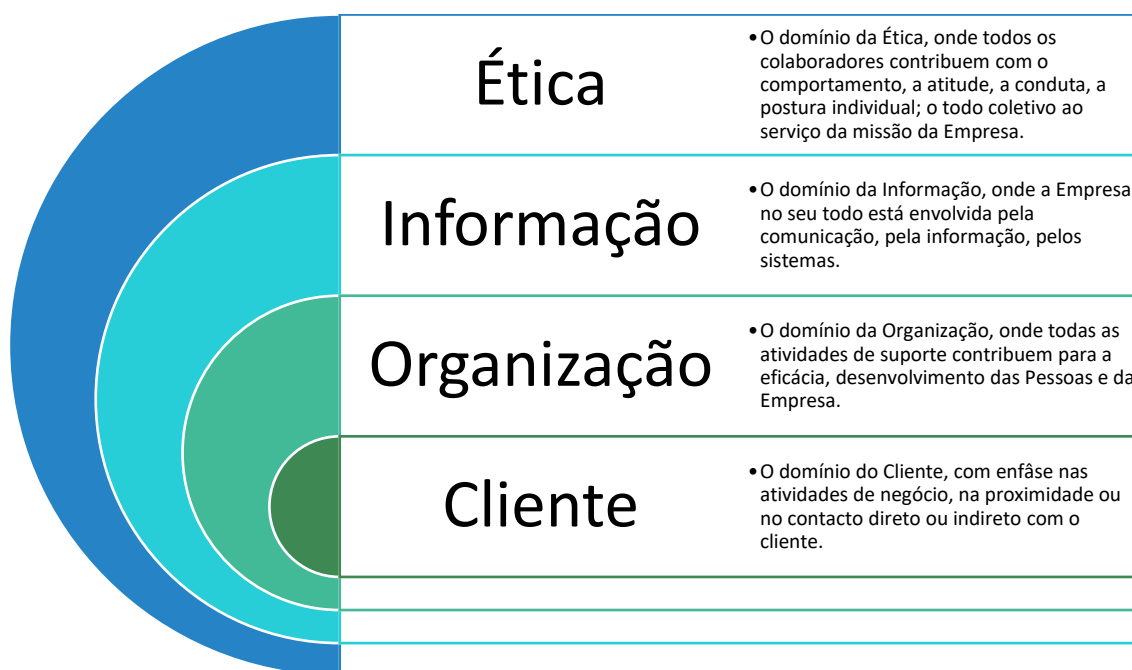 Ética
•O domínio da Ética, onde todos os
colaboradores contribuem com o
comportamento, a atitude, a conduta, a
postura individual; o todo coletivo ao
serviço da missão da Empresa.
Informação
•O domínio da Informação, onde a Empresa
no seu todo está envolvida pela
comunicação, pela informação, pelos
sistemas.
Organização
•O domínio da Organização, onde todas as
atividades de suporte contribuem para a
eficácia, desenvolvimento das Pessoas e da
Empresa.
Cliente
•O domínio do Cliente, com enfâse nas
atividades de negócio, na proximidade ou
no contacto direto ou indireto com o
cliente.